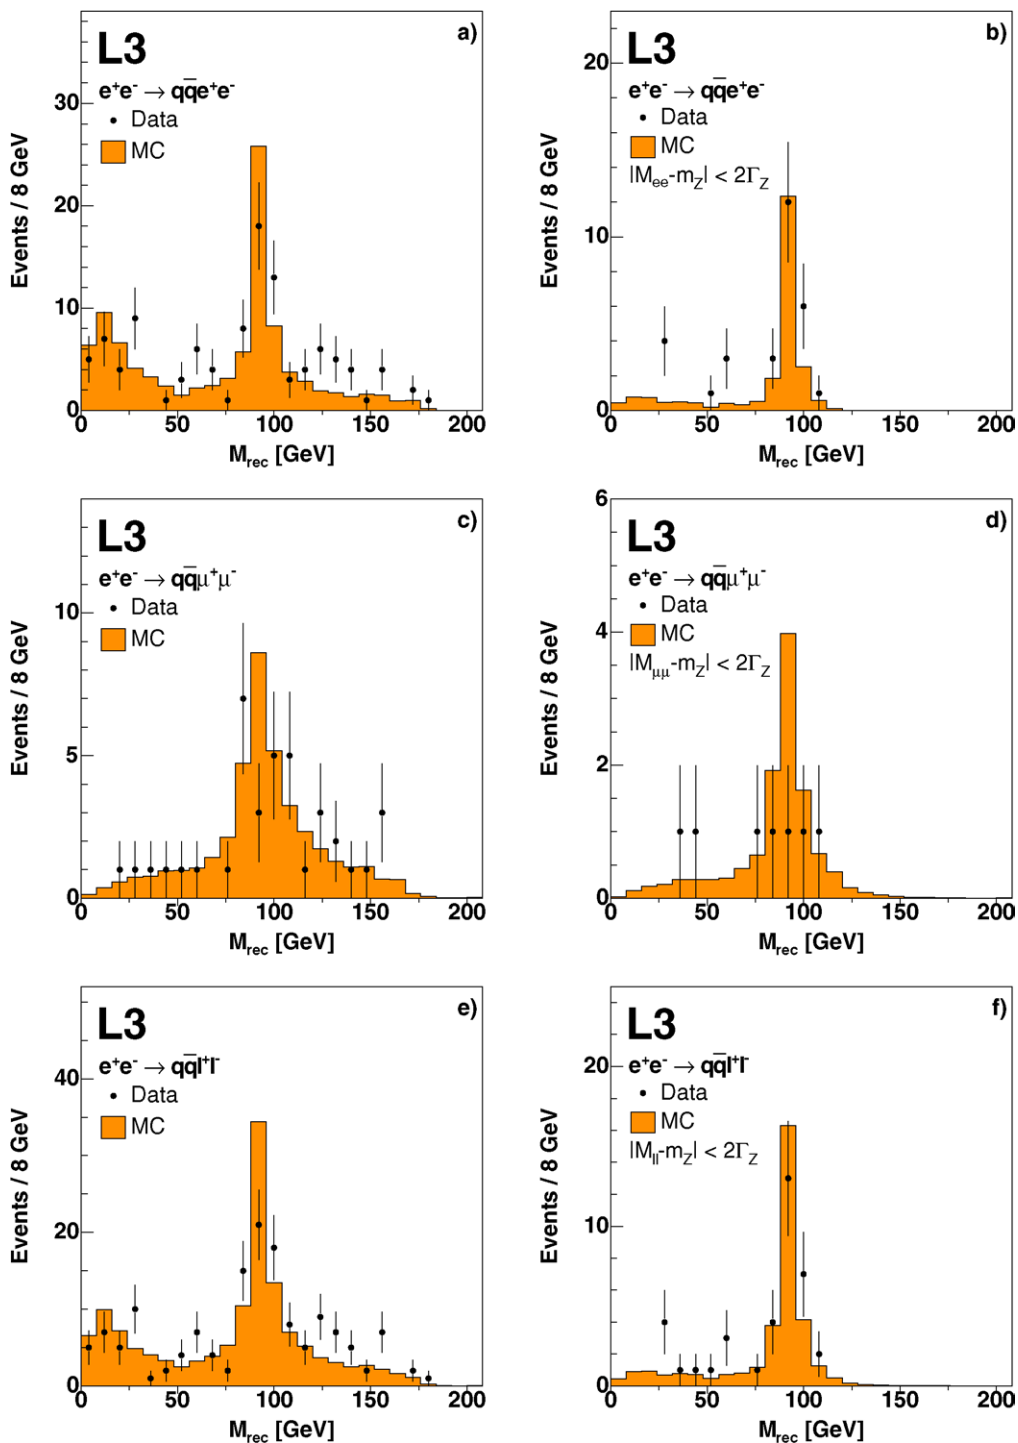 a)
L3
e⁺e⁻ → qq̅e⁺e⁻
Data
MC
Events / 8 GeV
30
20
10
0
0 50 100 150 200
M_rec [GeV]
b)
L3
e⁺e⁻ → qq̅e⁺e⁻
Data
MC
|M_ee-m_Z| < 2Γ_Z
Events / 8 GeV
20
10
0
0 50 100 150 200
M_rec [GeV]
c)
L3
e⁺e⁻ → qq̅μ⁺μ⁻
Data
MC
Events / 8 GeV
10
5
0
0 50 100 150 200
M_rec [GeV]
d)
L3
e⁺e⁻ → qq̅μ⁺μ⁻
Data
MC
|M_μμ-m_Z| < 2Γ_Z
Events / 8 GeV
6
4
2
0
0 50 100 150 200
M_rec [GeV]
e)
L3
e⁺e⁻ → qq̅l⁺l⁻
Data
MC
Events / 8 GeV
40
20
0
0 50 100 150 200
M_rec [GeV]
f)
L3
e⁺e⁻ → qq̅l⁺l⁻
Data
MC
|M_ll-m_Z| < 2Γ_Z
Events / 8 GeV
20
10
0
0 50 100 150 200
M_rec [GeV]